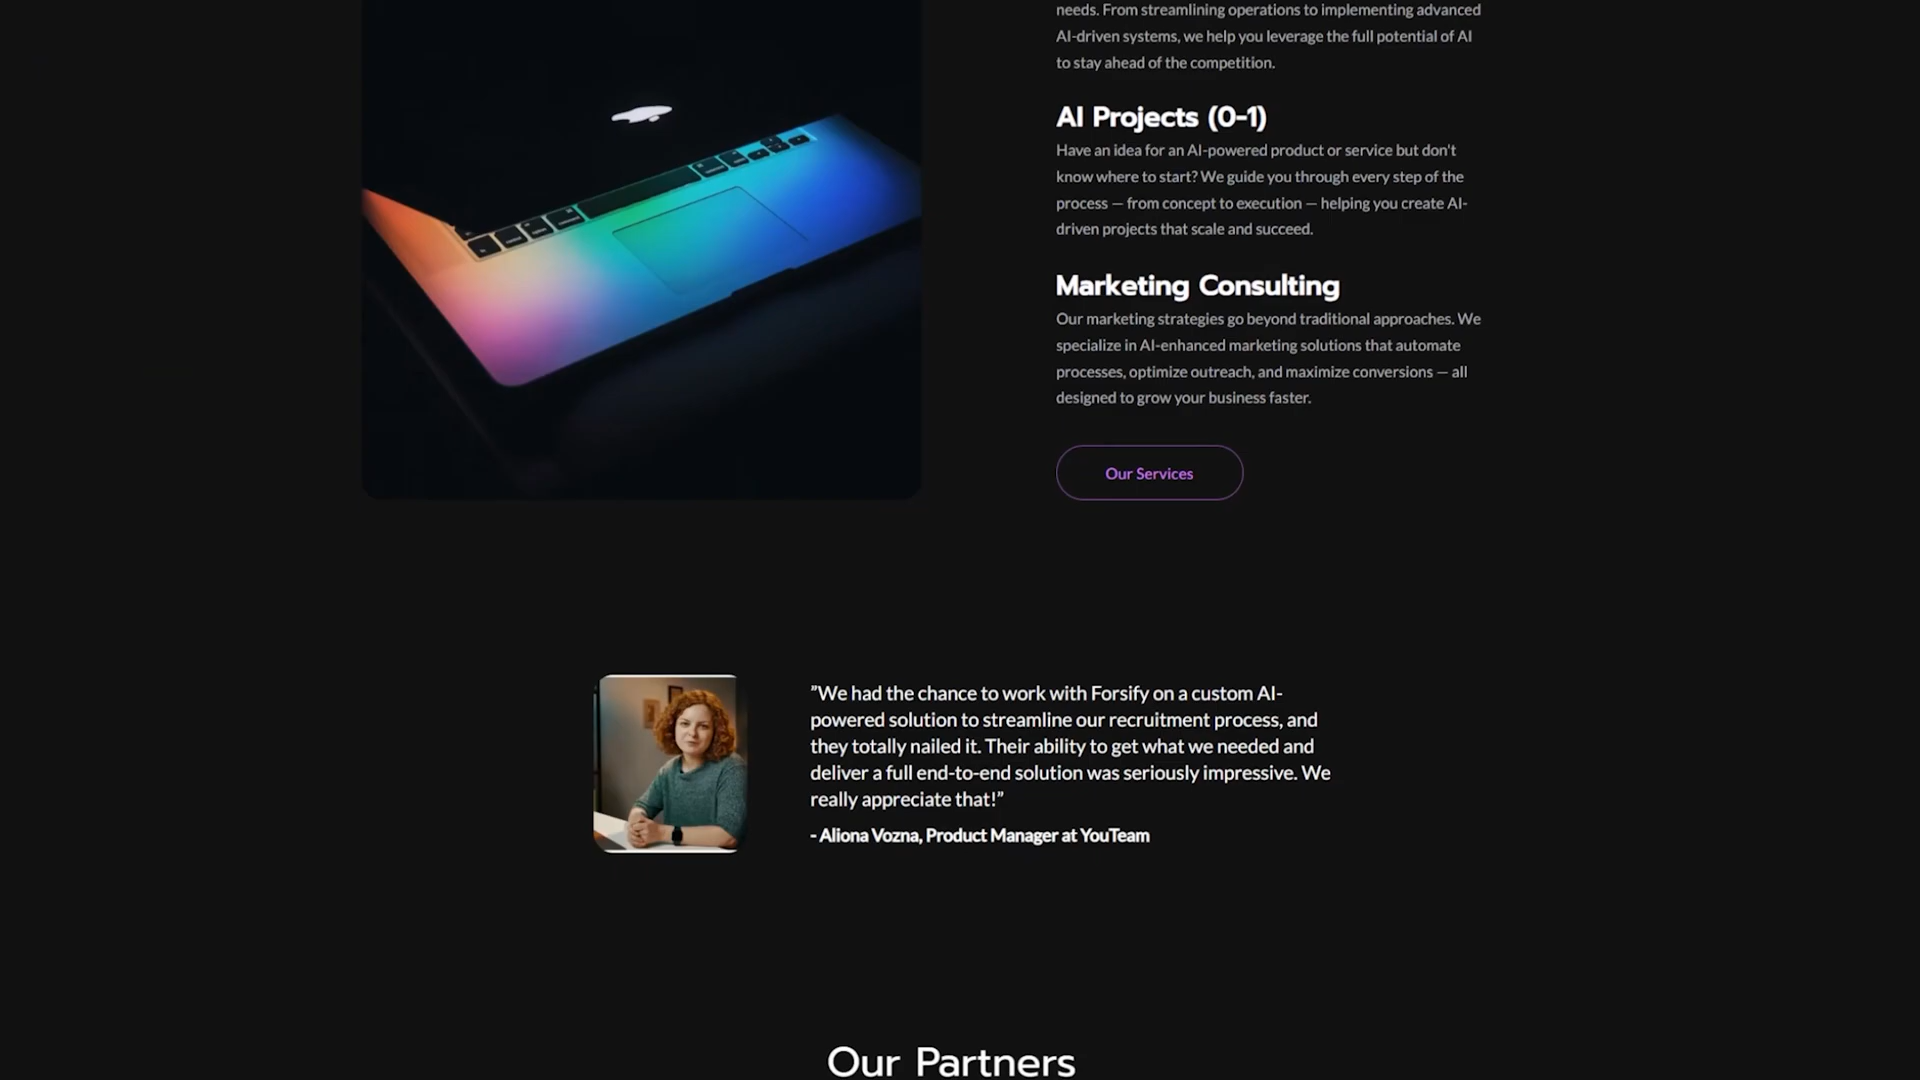 needs. From streamlining operations to implementing advanced
AI-driven systems, we help you leverage the full potential of AI
to stay ahead of the competition.
AI Projects (0-1)
Have an idea for an AI-powered product or service but don't
know where to start? We guide you through every step of the
process — from concept to execution — helping you create AI-
driven projects that scale and succeed.
Marketing Consulting
Our marketing strategies go beyond traditional approaches. We
specialize in AI-enhanced marketing solutions that automate
processes, optimize outreach, and maximize conversions — all
designed to grow your business faster.
Our Services
”We had the chance to work with Forsify on a custom AI-
powered solution to streamline our recruitment process, and
they totally nailed it. Their ability to get what we needed and
deliver a full end-to-end solution was seriously impressive. We
really appreciate that!”
- Aliona Vozna, Product Manager at YouTeam
Our Partners